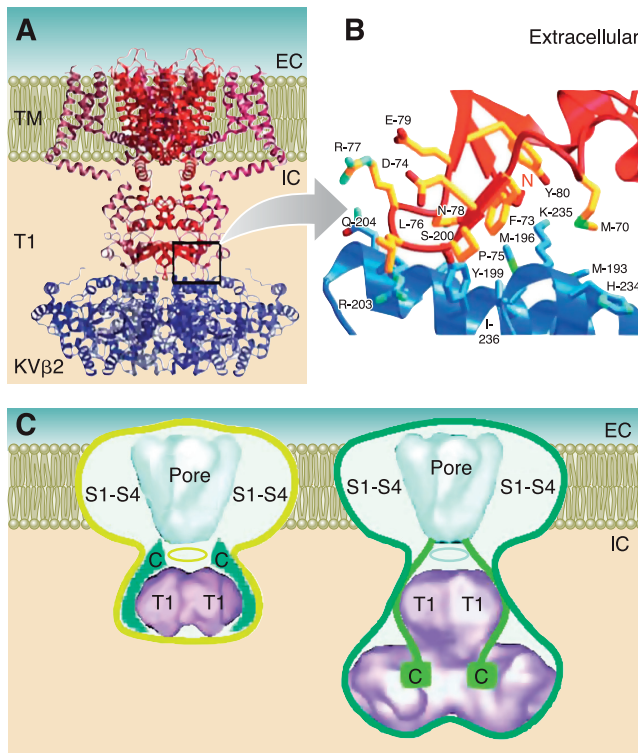 A
EC
TM
IC
T1
KVβ2
B
Extracellular
E-79
R-77
D-74
N
Y-80
N-78
Q-204
L-76
F-73
K-235
S-200
M-196
M-70
P-75
Y-199
M-193
H-234
R-203
I-
236
C
EC
Pore
Pore
S1-S4
S1-S4
S1-S4
S1-S4
IC
C
C
T1
T1
T1
T1
C
C